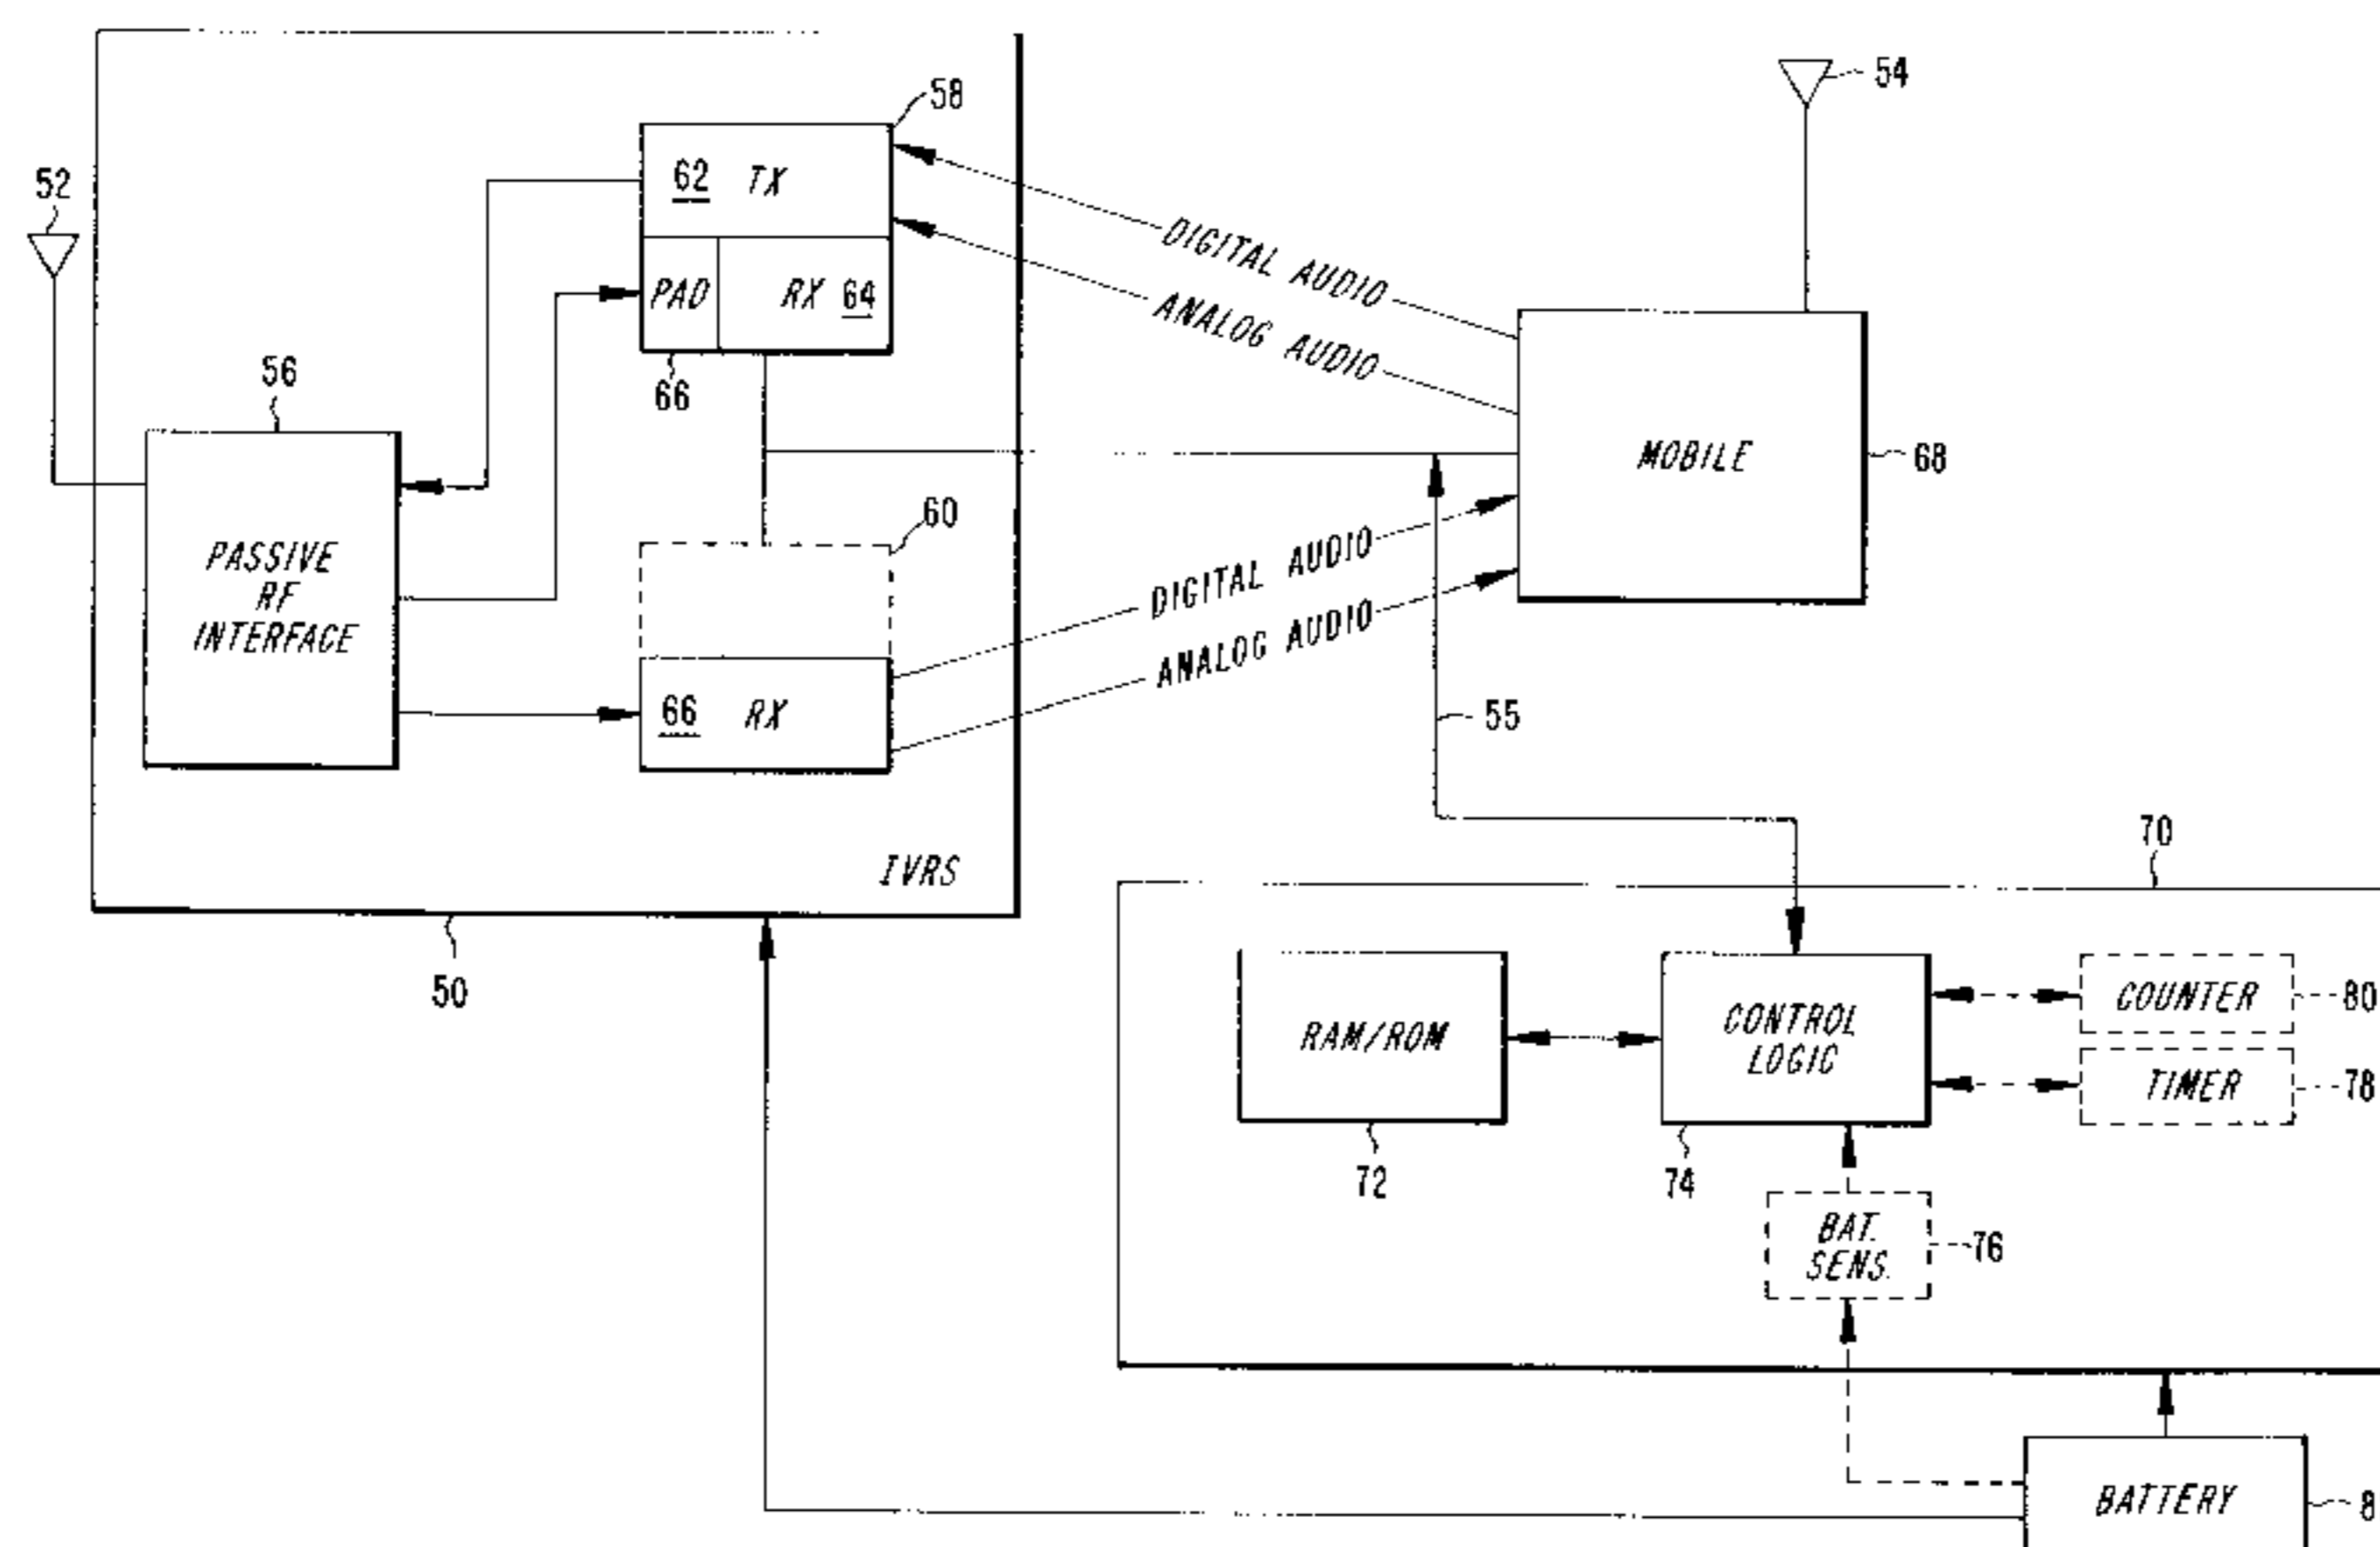 54
58
62 TX
52
DIGITAL AUDIO
PAD
RX 64
ANALOG AUDIO
56
66
MOBILE
68
60
PASSIVE
RF
INTERFACE
DIGITAL AUDIO
ANALOG AUDIO
66 RX
55
70
IVRS
50
COUNTER
80
RAM/ROM
CONTROL
LOGIC
TIMER
78
72
74
BAT.
SENS.
76
BATTERY
8